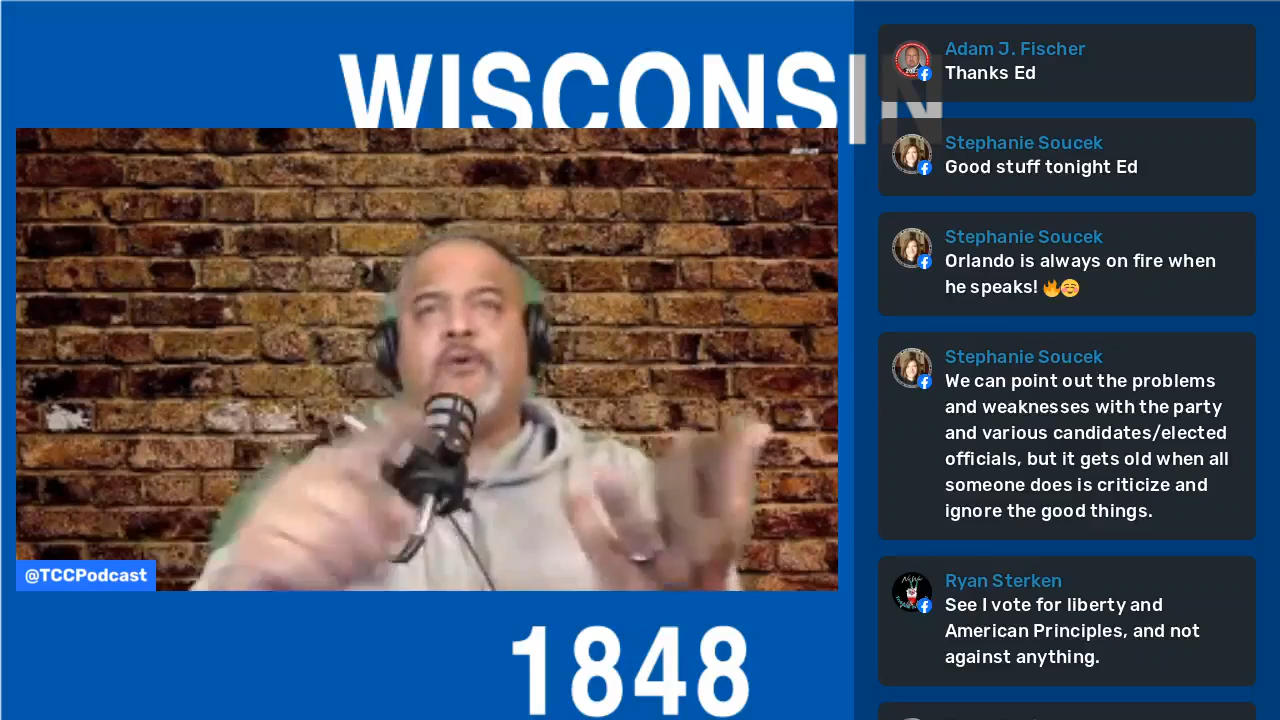 WISCONSIN
@TCCPodcast
1848
Adam J. Fischer
Thanks Ed
Stephanie Soucek
Good stuff tonight Ed
Stephanie Soucek
Orlando is always on fire when
he speaks! 🔥☺️
Stephanie Soucek
We can point out the problems
and weaknesses with the party
and various candidates/elected
officials, but it gets old when all
someone does is criticize and
ignore the good things.
Ryan Sterken
See I vote for liberty and
American Principles, and not
against anything.